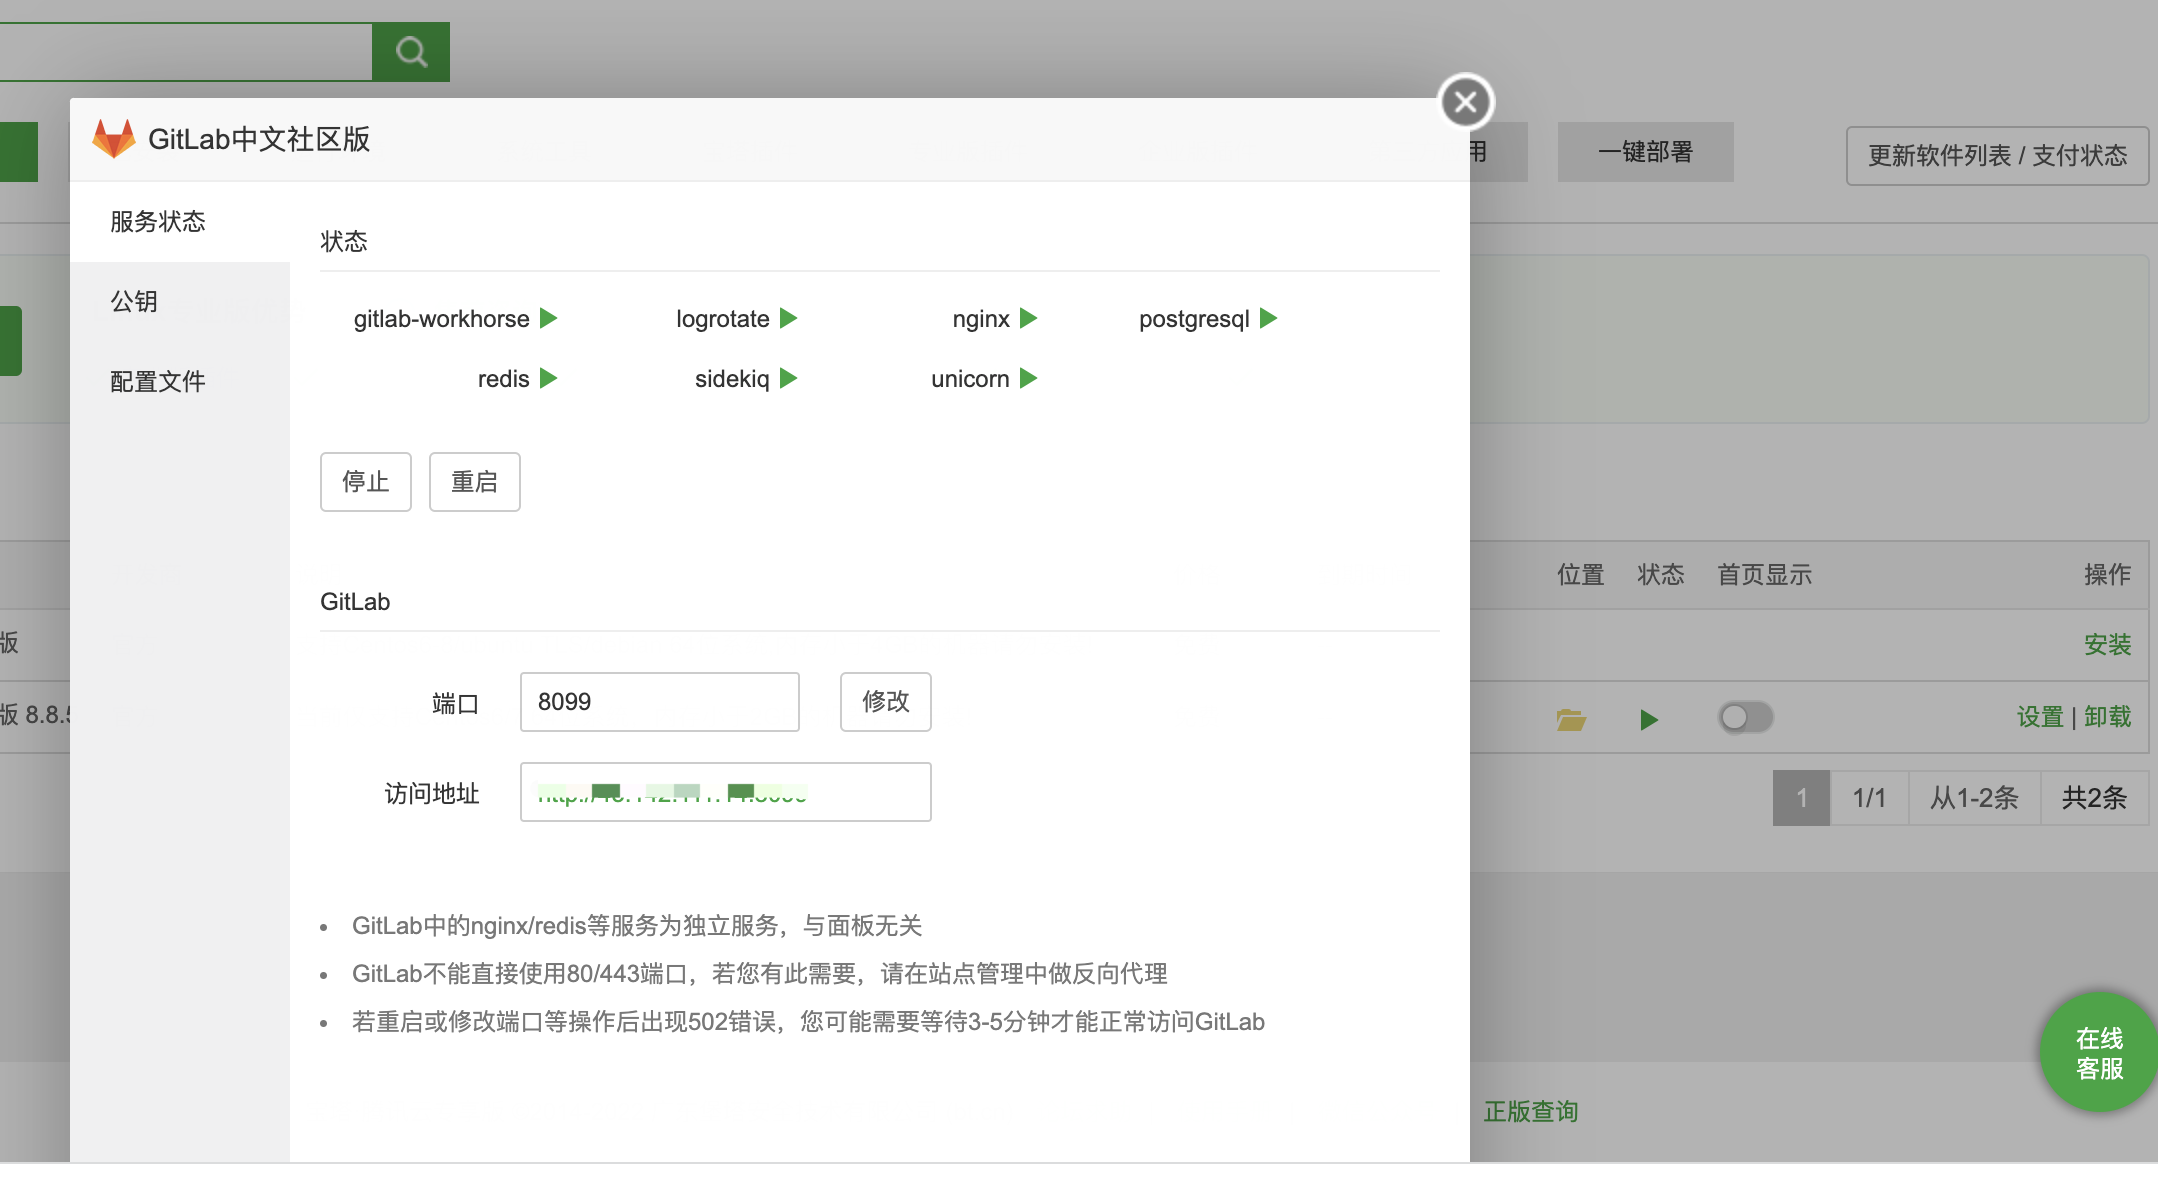 GitLab中文社区版
用
一键部署
更新软件列表 / 支付状态
服务状态
公钥
配置文件
状态
gitlab-workhorse
logrotate
nginx
postgresql
redis
sidekiq
unicorn
停止
重启
位置
状态
首页显示
操作
GitLab
版
安装
端口
8099
修改
版 8.8.5
设置 | 卸载
访问地址
1
1/1
从1-2条
共2条
GitLab中的nginx/redis等服务为独立服务，与面板无关
GitLab不能直接使用80/443端口，若您有此需要，请在站点管理中做反向代理
若重启或修改端口等操作后出现502错误，您可能需要等待3-5分钟才能正常访问GitLab
在线
客服
正版查询